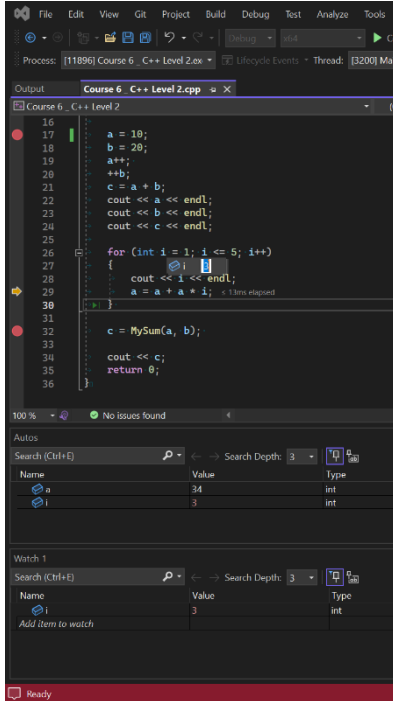 File Edit View Git Project Build Debug Test Analyze Tools
Debug x64 C
Process: [11896] Course 6 _ C++ Level 2.ex Lifecycle Events Thread: [3200] Ma
Output Course 6 _ C++ Level 2.cpp
Course 6 _ C++ Level 2
16
17 a = 10;
18 b = 20;
19 a++;
20 ++b;
21 c = a + b;
22 cout << a << endl;
23 cout << b << endl;
24 cout << c << endl;
25
26 for (int i = 1; i <= 5; i++)
27 {
i 3
28 cout << i << endl;
29 a = a + a * i; ≤ 13ms elapsed
30 }
31
32 c = MySum(a, b);
33
34 cout << c;
35 return 0;
36 }
100 % No issues found
Autos
Search (Ctrl+E) Search Depth: 3
Name Value Type
a 34 int
i 3 int
Watch 1
Search (Ctrl+E) Search Depth: 3
Name Value Type
i 3 int
Add item to watch
Ready